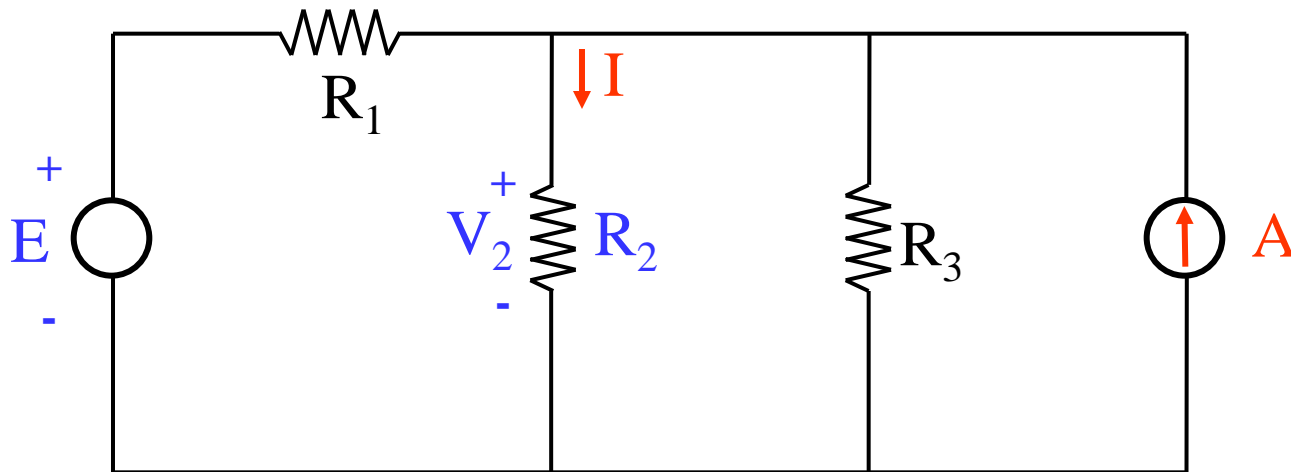 R₁
I
+
E
-
+
V₂
-
R₂
R₃
A